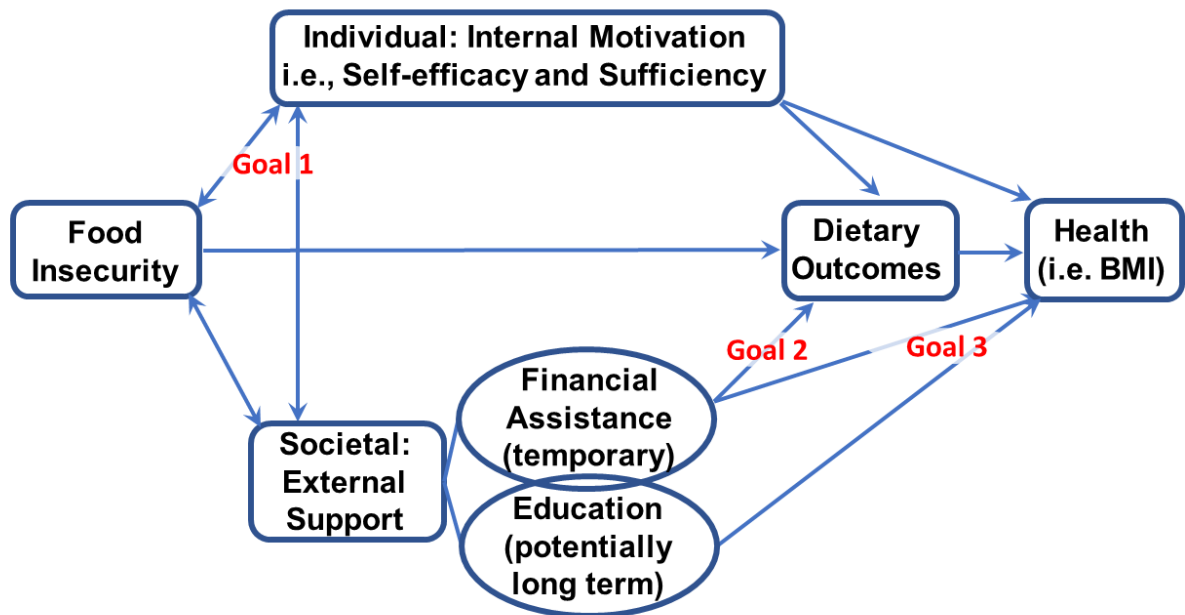 Individual: Internal Motivation
i.e., Self-efficacy and Sufficiency
Goal 1
Food
Insecurity
Dietary
Outcomes
Health
(i.e. BMI)
Goal 2
Goal 3
Financial
Assistance
(temporary)
Societal:
External
Support
Education
(potentially
long term)